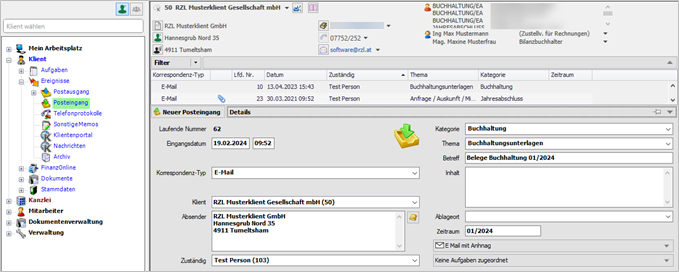 Client wählen
Mein Arbeitsplatz
Klient
Aufgaben
Ereignisse
Postausgang
Posteingang
Telefonprotokolle
SonstigeMemos
Klientenportal
Nachrichten
Archiv
FinanzOnline
Dokumente
Stammdaten
Kanzlei
Mitarbeiter
Dokumentenverwaltung
Verwaltung
50 RZL Musterklient Gesellschaft mbH
RZL Musterklient GmbH
Hannesgrub Nord 35
4911 Tumeltsham
07752/252
software@rzl.at
BUCHHALTUNG/EA
BUCHHALTUNG/EA
Ing Max Mustermann (Zustellv. für Rechnungen)
Mag. Maxine Musterfrau Bilanzbuchhalter
Filter
Korrespondenz-Typ Lfd. Nr. Datum Zuständig Thema Kategorie Zeitraum
E-Mail 10 13.04.2023 15:43 Test Person Buchhaltungsunterlagen Buchhaltung
E-Mail 23 30.03.2021 09:52 Test Person Anfrage / Auskunft / M... Jahresabschluss
Neuer Posteingang Details
Laufende Nummer 62
Eingangsdatum 19.02.2024 09:52
Korrespondenz-Typ E-Mail
Klient RZL Musterklient Gesellschaft mbH (50)
Absender RZL Musterklient GmbH
Hannesgrub Nord 35
4911 Tumeltsham
Zuständig Test Person (103)
Kategorie Buchhaltung
Thema Buchhaltungsunterlagen
Betreff Belege Buchhaltung 01/2024
Inhalt
Ablageort
Zeitraum 01/2024
E Mail mit Anhnag
Keine Aufgaben zugeordnet